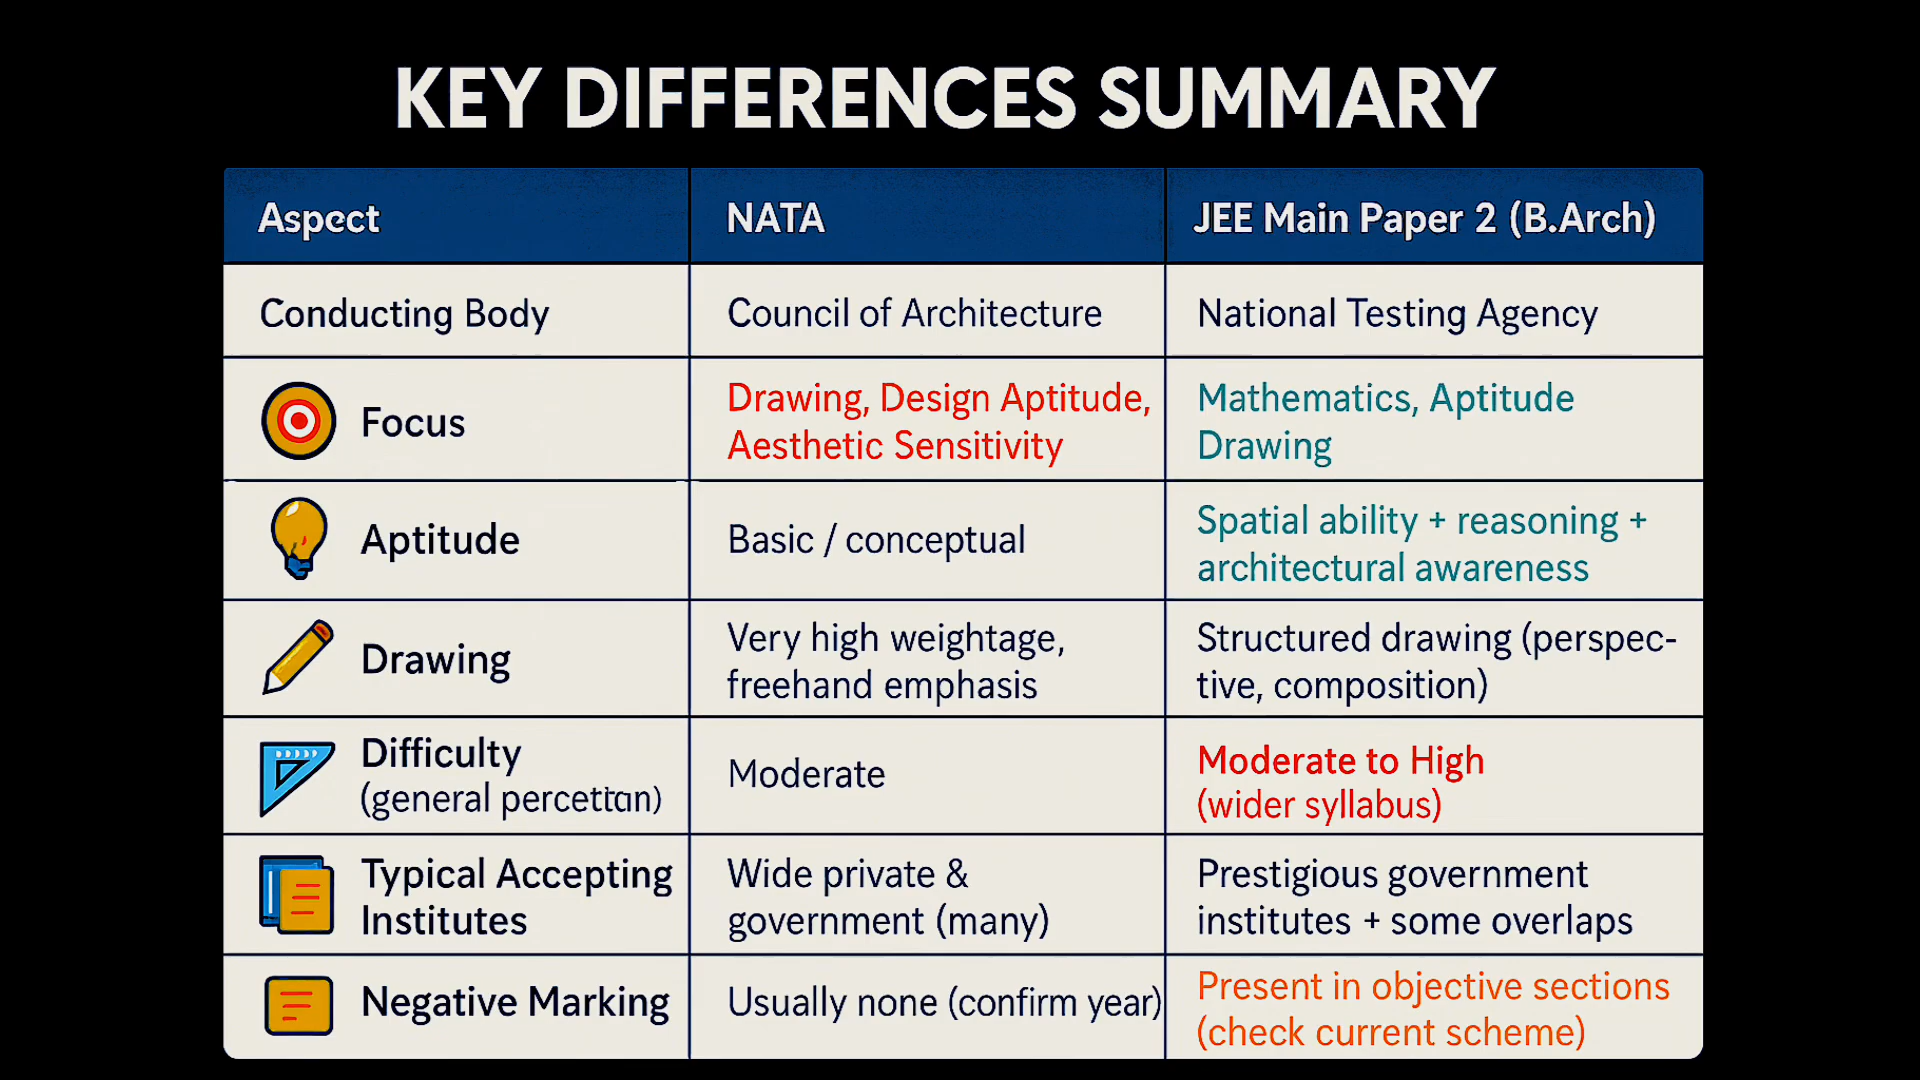 KEY DIFFERENCES SUMMARY
Aspect
NATA
JEE Main Paper 2 (B.Arch)
Conducting Body
Council of Architecture
National Testing Agency
Focus
Drawing, Design Aptitude,
Aesthetic Sensitivity
Mathematics, Aptitude
Drawing
Aptitude
Basic / conceptual
Spatial ability + reasoning +
architectural awareness
Drawing
Very high weightage,
freehand emphasis
Structured drawing (perspec-
tive, composition)
Difficulty
(general percettan)
Moderate
Moderate to High
(wider syllabus)
Typical Accepting
Institutes
Wide private &
government (many)
Prestigious government
institutes + some overlaps
Negative Marking
Usually none (confirm year)
Present in objective sections
(check current scheme)